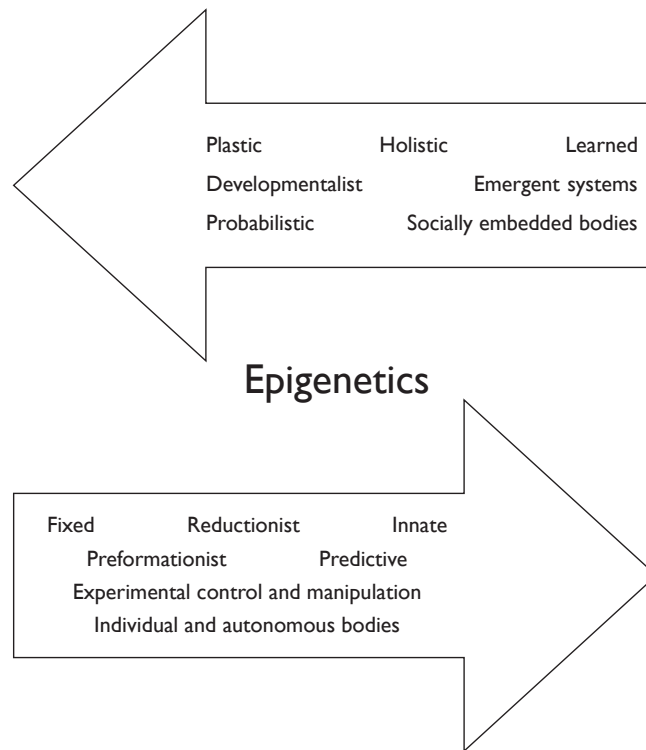 Plastic Holistic Learned
Developmentalist Emergent systems
Probabilistic Socially embedded bodies
Epigenetics
Fixed Reductionist Innate
Preformationist Predictive
Experimental control and manipulation
Individual and autonomous bodies